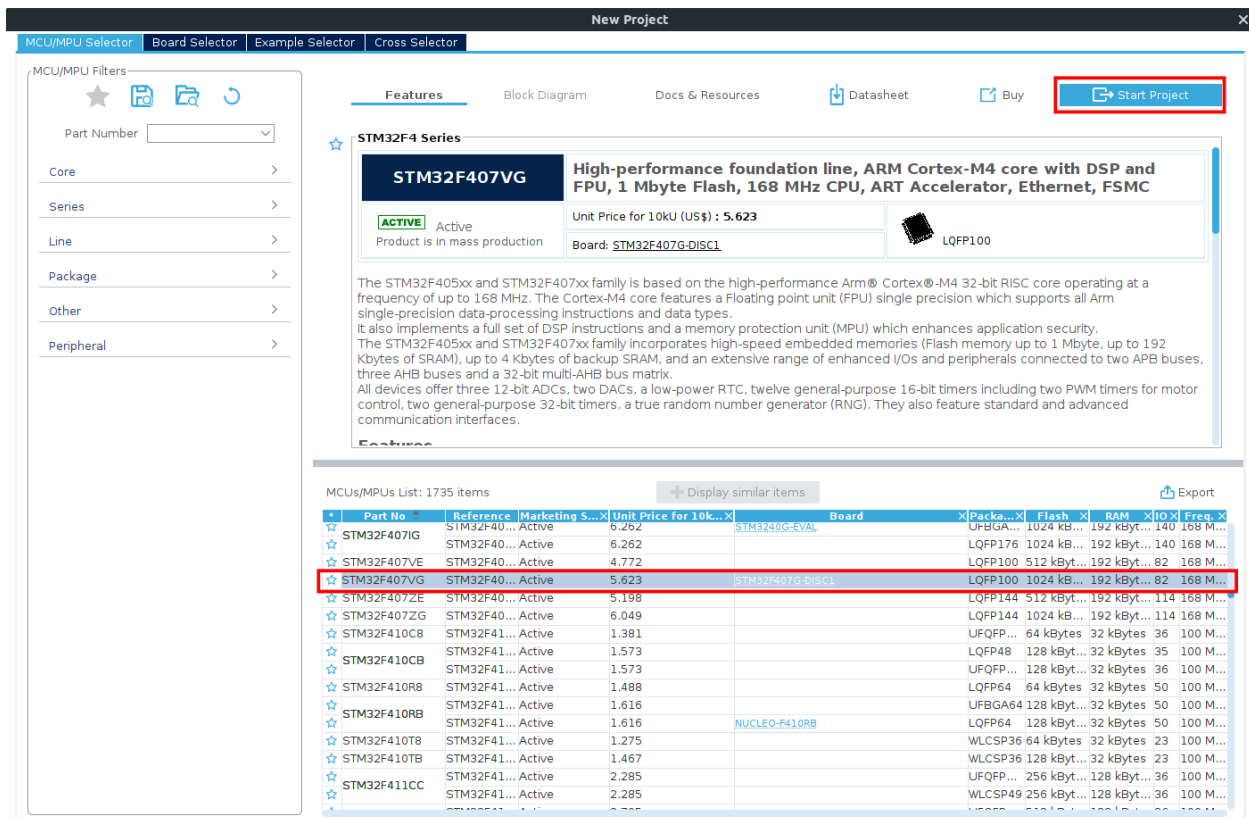 New Project
MCU/MPU Selector Board Selector Example Selector Cross Selector
MCU/MPU Filters
Part Number
Core
Series
Line
Package
Other
Peripheral
Features Block Diagram Docs & Resources Datasheet Buy Start Project
STM32F4 Series
STM32F407VG
High-performance foundation line, ARM Cortex-M4 core with DSP and
FPU, 1 Mbyte Flash, 168 MHz CPU, ART Accelerator, Ethernet, FSMC
ACTIVE Active
Product is in mass production
Unit Price for 10kU (US$) : 5.623
Board: STM32F407G-DISC1
LQFP100
The STM32F405xx and STM32F407xx family is based on the high-performance Arm® Cortex®-M4 32-bit RISC core operating at a
frequency of up to 168 MHz. The Cortex-M4 core features a Floating point unit (FPU) single precision which supports all Arm
single-precision data-processing instructions and data types.
It also implements a full set of DSP instructions and a memory protection unit (MPU) which enhances application security.
The STM32F405xx and STM32F407xx family incorporates high-speed embedded memories (Flash memory up to 1 Mbyte, up to 192
Kbytes of SRAM), up to 4 Kbytes of backup SRAM, and an extensive range of enhanced I/Os and peripherals connected to two APB buses,
three AHB buses and a 32-bit multi-AHB bus matrix.
All devices offer three 12-bit ADCs, two DACs, a low-power RTC, twelve general-purpose 16-bit timers including two PWM timers for motor
control, two general-purpose 32-bit timers. a true random number generator (RNG). They also feature standard and advanced
communication interfaces.
Features
MCUs/MPUs List: 1735 items + Display similar items Export
* Part No Reference Marketing S... Unit Price for 10k... Board Packa... Flash RAM IO Freq.
STM32F407IG STM32F40... Active 6.262 STM3240G-EVAL UFBGA... 1024 kB... 192 kByt... 140 168 M...
STM32F40... Active 6.262 LQFP176 1024 kB... 192 kByt... 140 168 M...
STM32F407VE STM32F40... Active 4.772 LQFP100 512 kByt... 192 kByt... 82 168 M...
STM32F407VG STM32F40... Active 5.623 STM32F407G-DISC1 LQFP100 1024 kB... 192 kByt... 82 168 M...
STM32F407ZE STM32F40... Active 5.198 LQFP144 512 kByt... 192 kByt... 114 168 M...
STM32F407ZG STM32F40... Active 6.049 LQFP144 1024 kB... 192 kByt... 114 168 M...
STM32F410C8 STM32F41... Active 1.381 UFQFP... 64 kBytes 32 kBytes 36 100 M...
STM32F410CB STM32F41... Active 1.573 LQFP48 128 kByt... 32 kBytes 35 100 M...
STM32F41... Active 1.573 UFQFP... 128 kByt... 32 kBytes 36 100 M...
STM32F410R8 STM32F41... Active 1.488 LQFP64 64 kBytes 32 kBytes 50 100 M...
STM32F410RB STM32F41... Active 1.616 UFBGA64 128 kByt... 32 kBytes 50 100 M...
STM32F41... Active 1.616 NUCLEO-F410RB LQFP64 128 kByt... 32 kBytes 50 100 M...
STM32F410T8 STM32F41... Active 1.275 WLCSP36 64 kBytes 32 kBytes 23 100 M...
STM32F410TB STM32F41... Active 1.467 WLCSP36 128 kByt... 32 kBytes 23 100 M...
STM32F411CC STM32F41... Active 2.285 UFQFP... 256 kByt... 128 kByt... 36 100 M...
STM32F41... Active 2.285 WLCSP49 256 kByt... 128 kByt... 36 100 M...